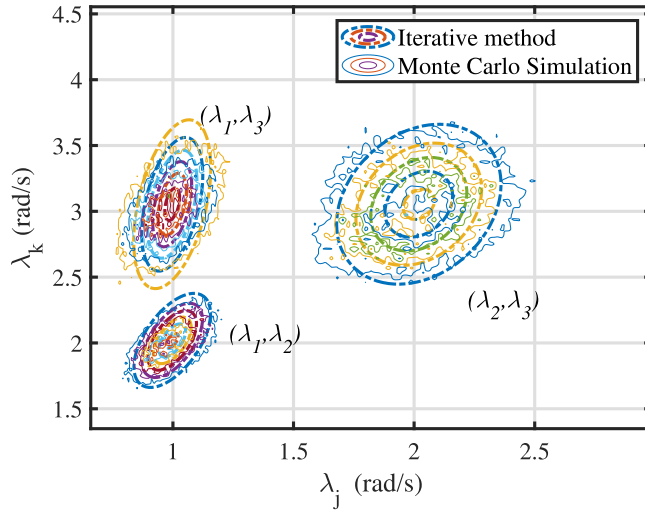 4.5
4
3.5
3
2.5
2
1.5
λk (rad/s)
Iterative method
Monte Carlo Simulation
(λ1,λ3)
(λ2,λ3)
(λ1,λ2)
1
1.5
2
2.5
λj (rad/s)